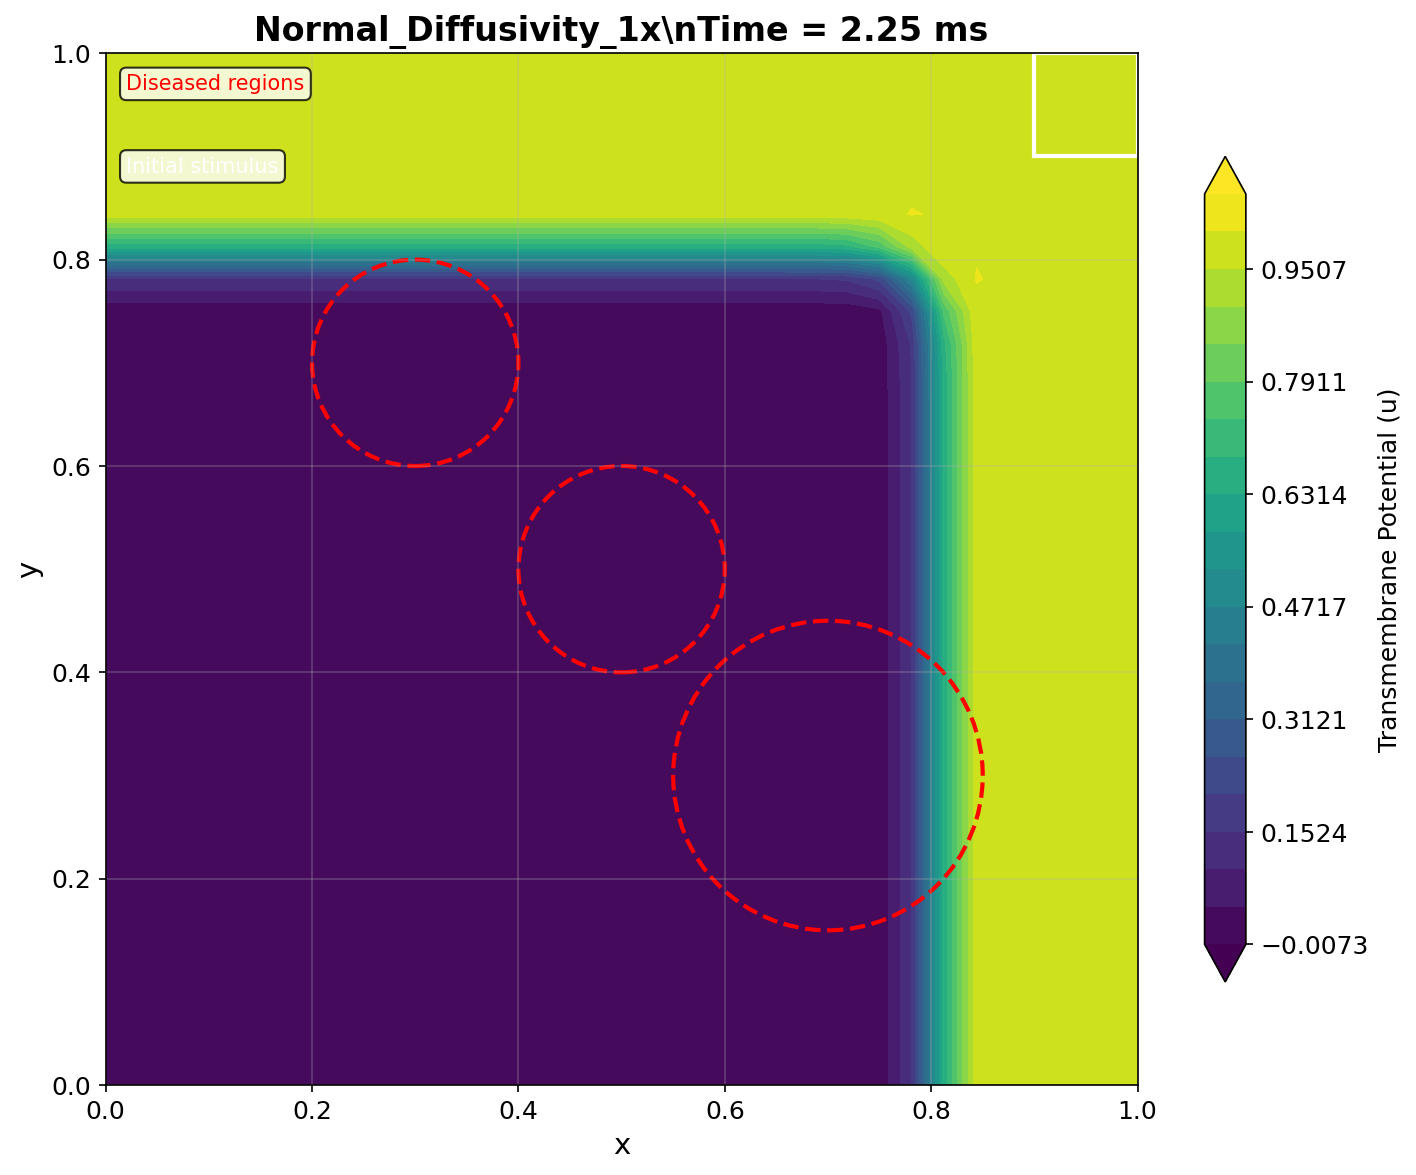 Normal_Diffusivity_1x\nTime = 2.25 ms
Diseased regions
Initial stimulus
1.0
0.8
0.6
0.4
0.2
0.0
y
0.0 0.2 0.4 0.6 0.8 1.0
x
0.9507
0.7911
0.6314
0.4717
0.3121
0.1524
−0.0073
Transmembrane Potential (u)